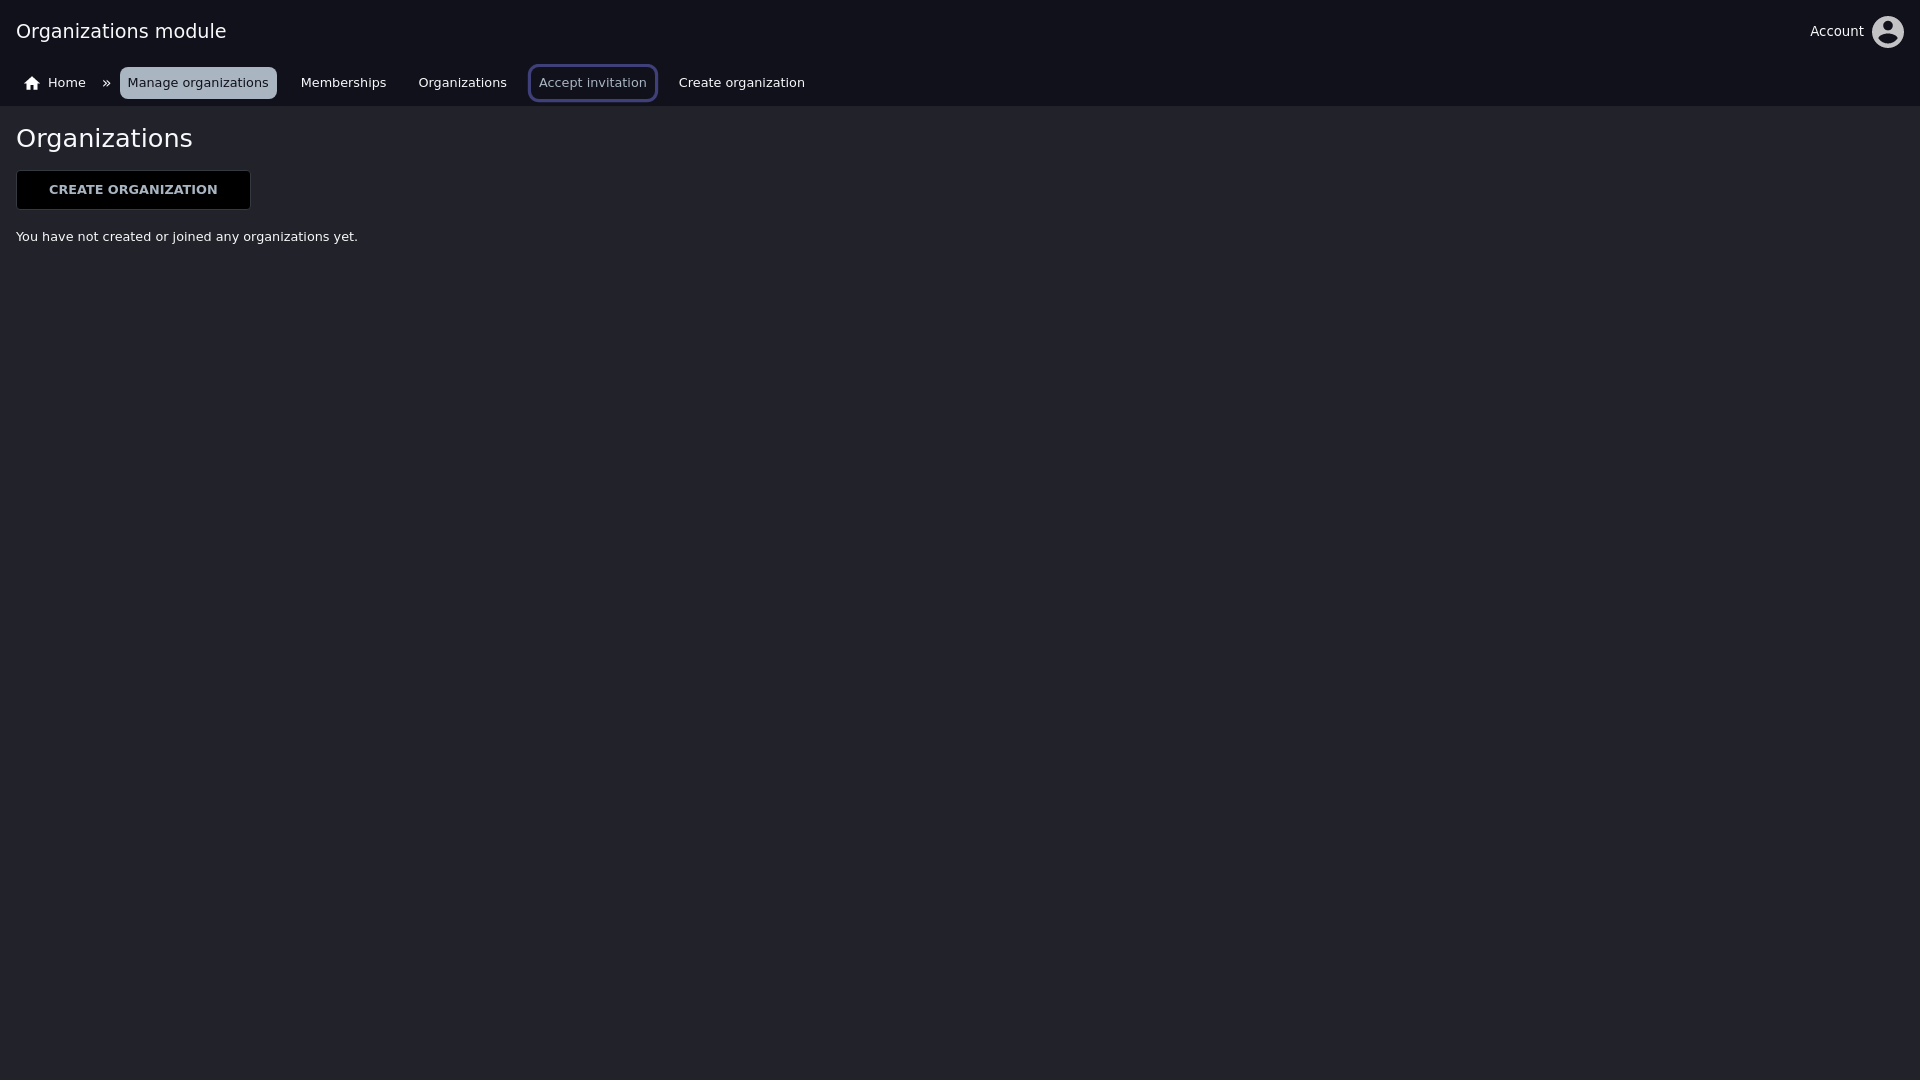 Organizations module
Account
Home » Manage organizations Memberships Organizations Accept invitation Create organization
Organizations
CREATE ORGANIZATION
You have not created or joined any organizations yet.